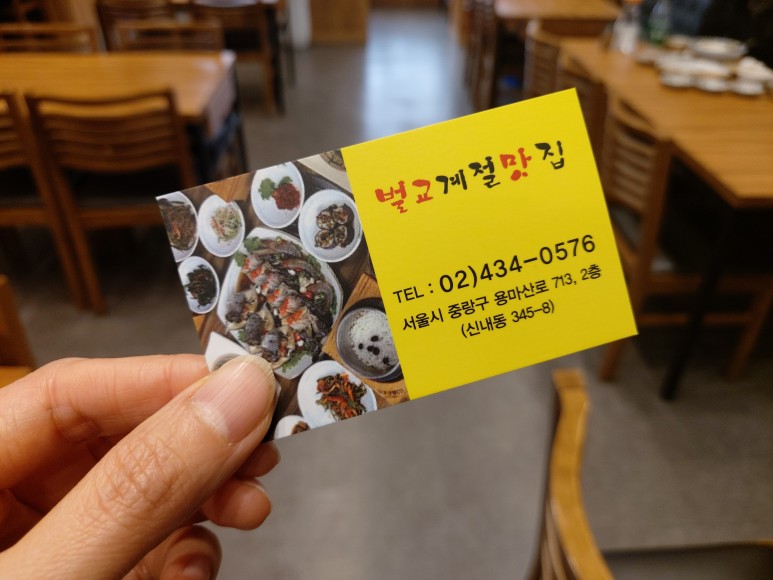 벌교계절맛집
TEL : 02)434-0576
서울시 중랑구 용마산로 713, 2층
(신내동 345-8)